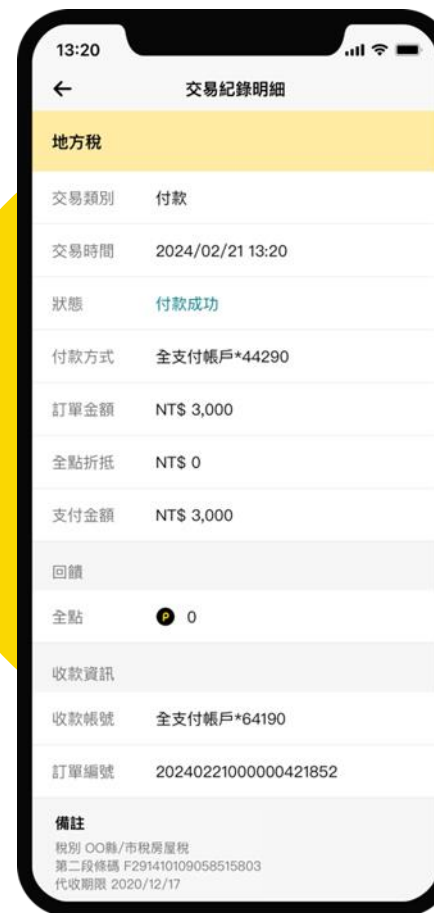 13:20
交易紀錄明細
地方稅
交易類別 付款
交易時間 2024/02/21 13:20
狀態 付款成功
付款方式 全支付帳戶*44290
訂單金額 NT$ 3,000
全點折抵 NT$ 0
支付金額 NT$ 3,000
回饋
全點 P 0
收款資訊
收款帳號 全支付帳戶*64190
訂單編號 20240221000000421852
備註
稅別 OO縣/市稅房屋稅
第二段條碼 F291410109058515803
代收期限 2020/12/17